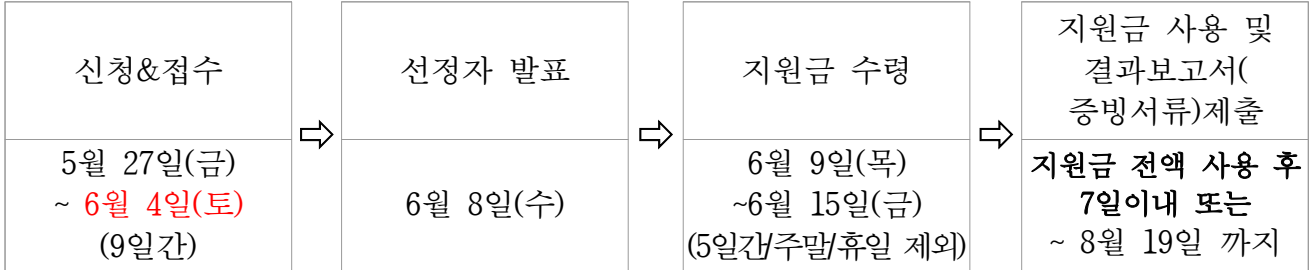 신청&접수
5월 27일(금)
~ 6월 4일(토)
(9일간)
⇨
선정자 발표
6월 8일(수)
⇨
지원금 수령
6월 9일(목)
~6월 15일(금)
(5일간/주말/휴일 제외)
⇨
지원금 사용 및
결과보고서(
증빙서류)제출
지원금 전액 사용 후
7일이내 또는
~ 8월 19일 까지